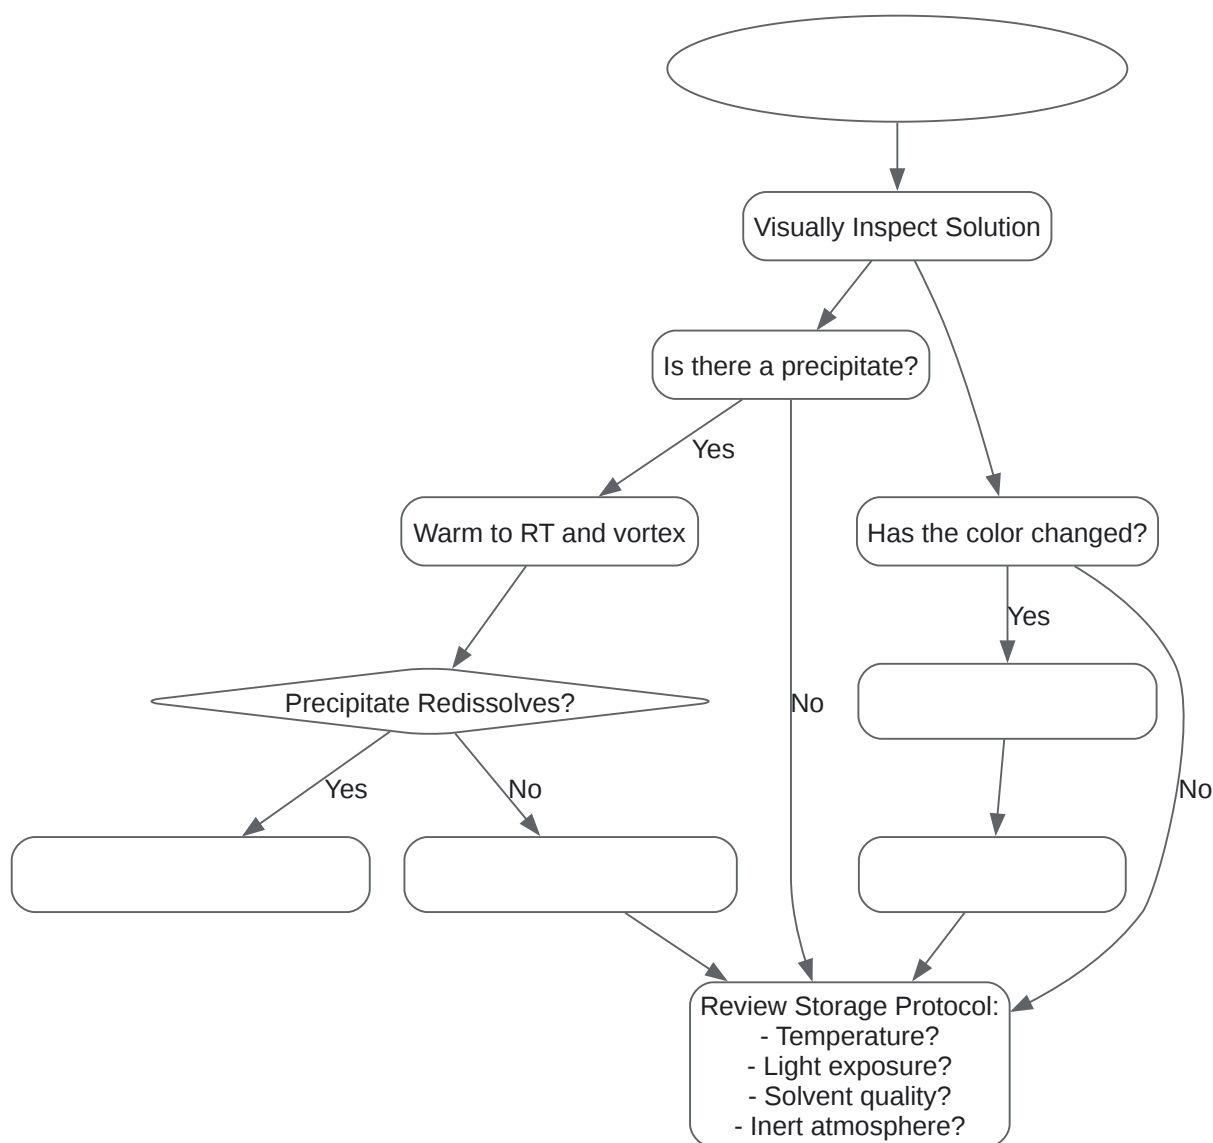 Visually Inspect Solution
Is there a precipitate?
Yes
Warm to RT and vortex
Has the color changed?
Yes
Precipitate Redissolves?
No
Yes
No
No
Review Storage Protocol:
- Temperature?
- Light exposure?
- Solvent quality?
- Inert atmosphere?